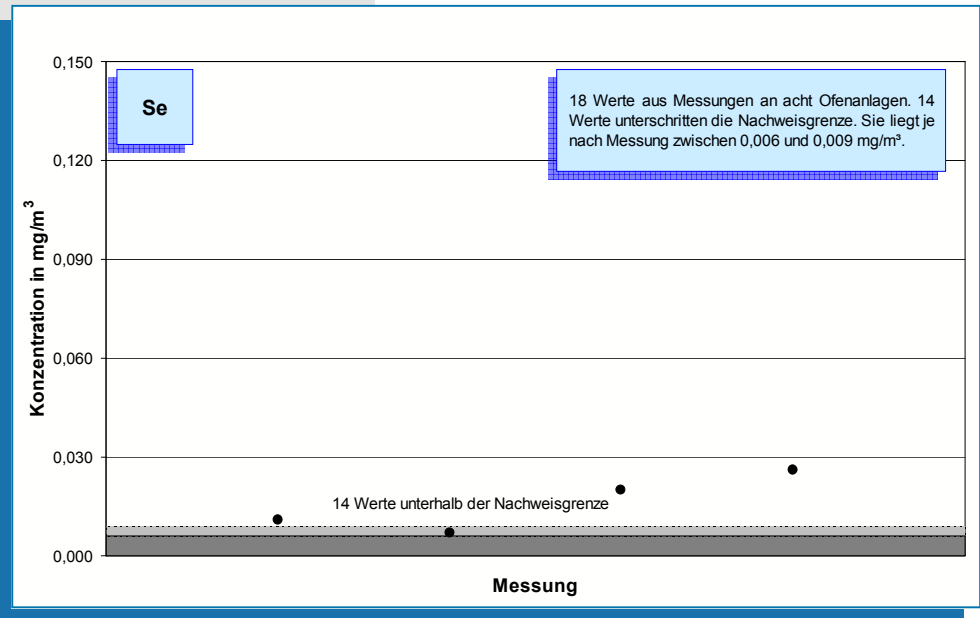 Se
18 Werte aus Messungen an acht Ofenanlagen. 14
Werte unterschritten die Nachweisgrenze. Sie liegt je
nach Messung zwischen 0,006 und 0,009 mg/m³.
Konzentration in mg/m³
0,150
0,120
0,090
0,060
0,030
0,000
14 Werte unterhalb der Nachweisgrenze
Messung